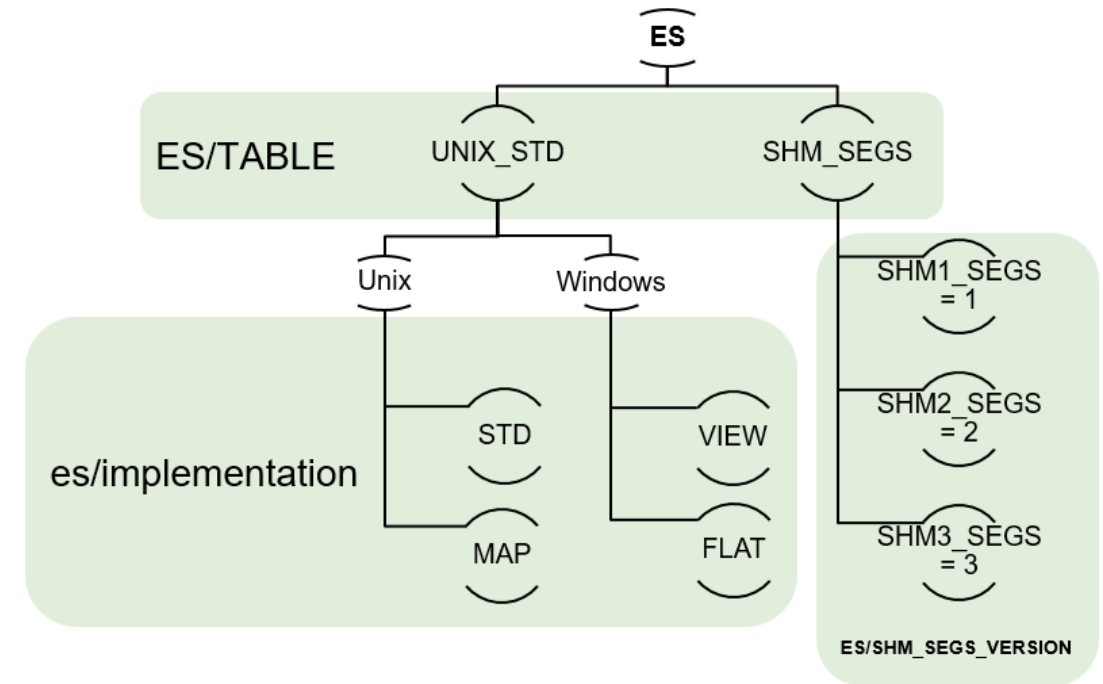 ES
ES/TABLE
UNIX_STD
SHM_SEGS
Unix
Windows
SHM1_SEGS
= 1
SHM2_SEGS
= 2
STD
VIEW
es/implementation
MAP
FLAT
SHM3_SEGS
= 3
ES/SHM_SEGS_VERSION